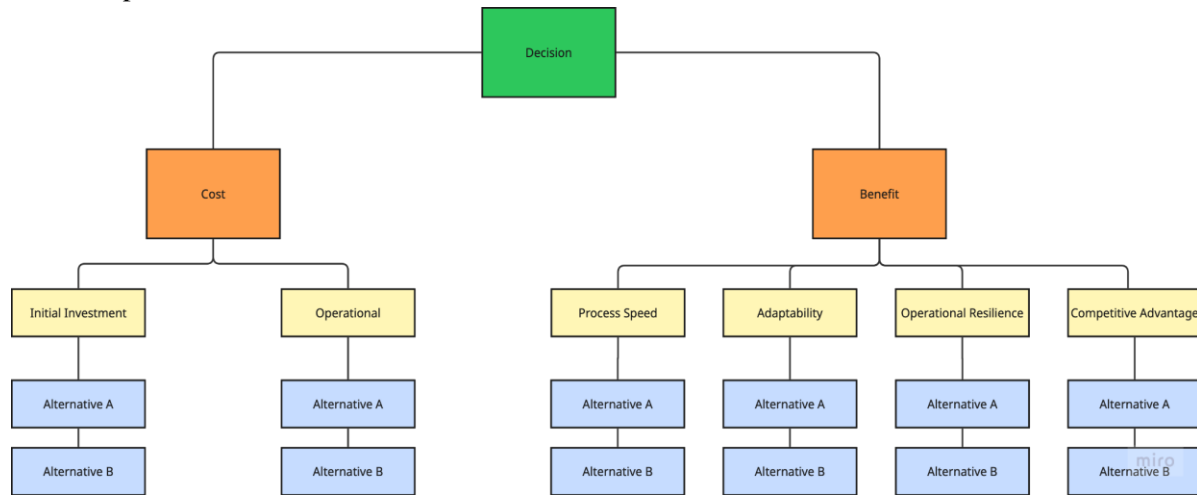 Decision
Cost
Benefit
Initial Investment
Operational
Process Speed
Adaptability
Operational Resilience
Competitive Advantage
Alternative A
Alternative A
Alternative A
Alternative A
Alternative A
Alternative A
Alternative B
Alternative B
Alternative B
Alternative B
Alternative B
Alternative B
miro